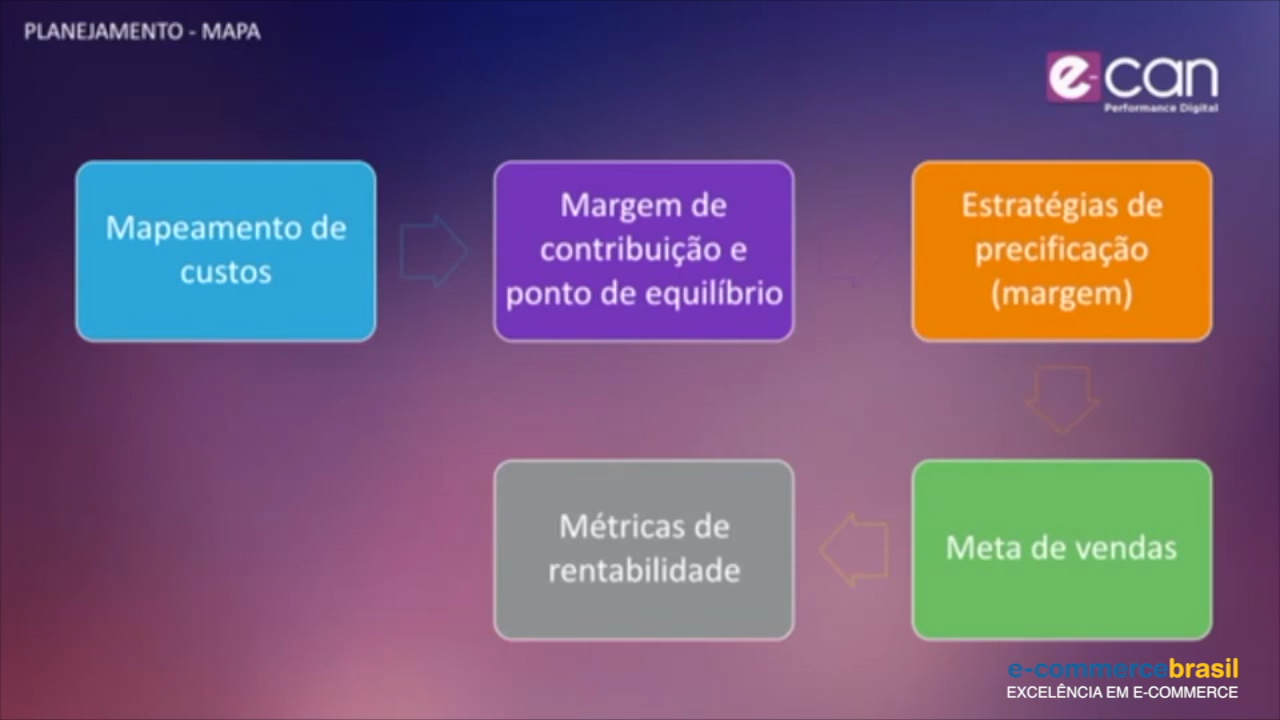 PLANEJAMENTO - MAPA
e-can
Performance Digital
Mapeamento de
custos
Margem de
contribuição e
ponto de equilíbrio
Estratégias de
precificação
(margem)
Métricas de
rentabilidade
Meta de vendas
e-commercebrasil
EXCELÊNCIA EM E-COMMERCE